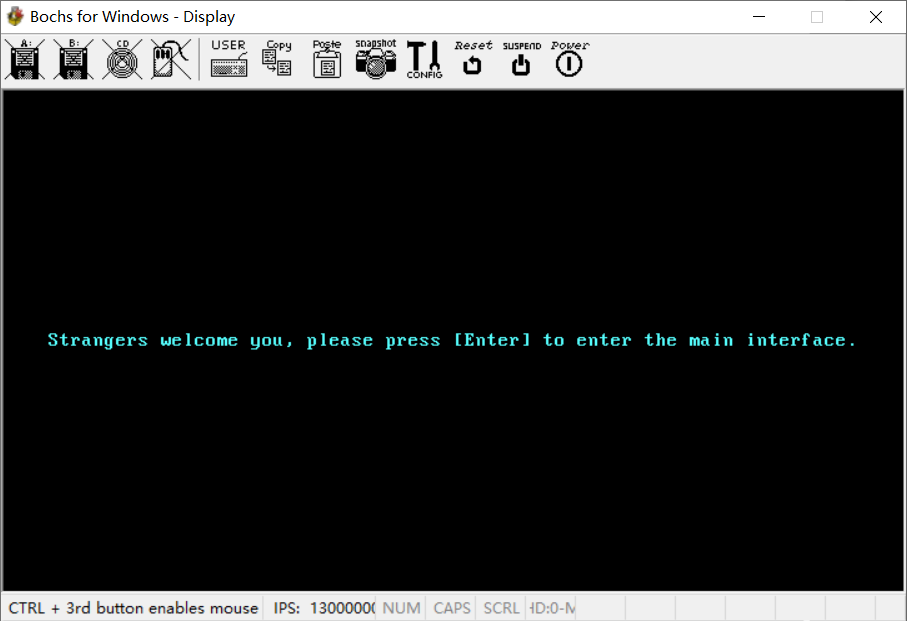 Bochs for Windows - Display
A: B: CD USER Copy Paste snapshot CONFIG Reset SUSPEND Power
Strangers welcome you, please press [Enter] to enter the main interface.
CTRL + 3rd button enables mouse IPS: 13000000 NUM CAPS SCRL HD:0-M